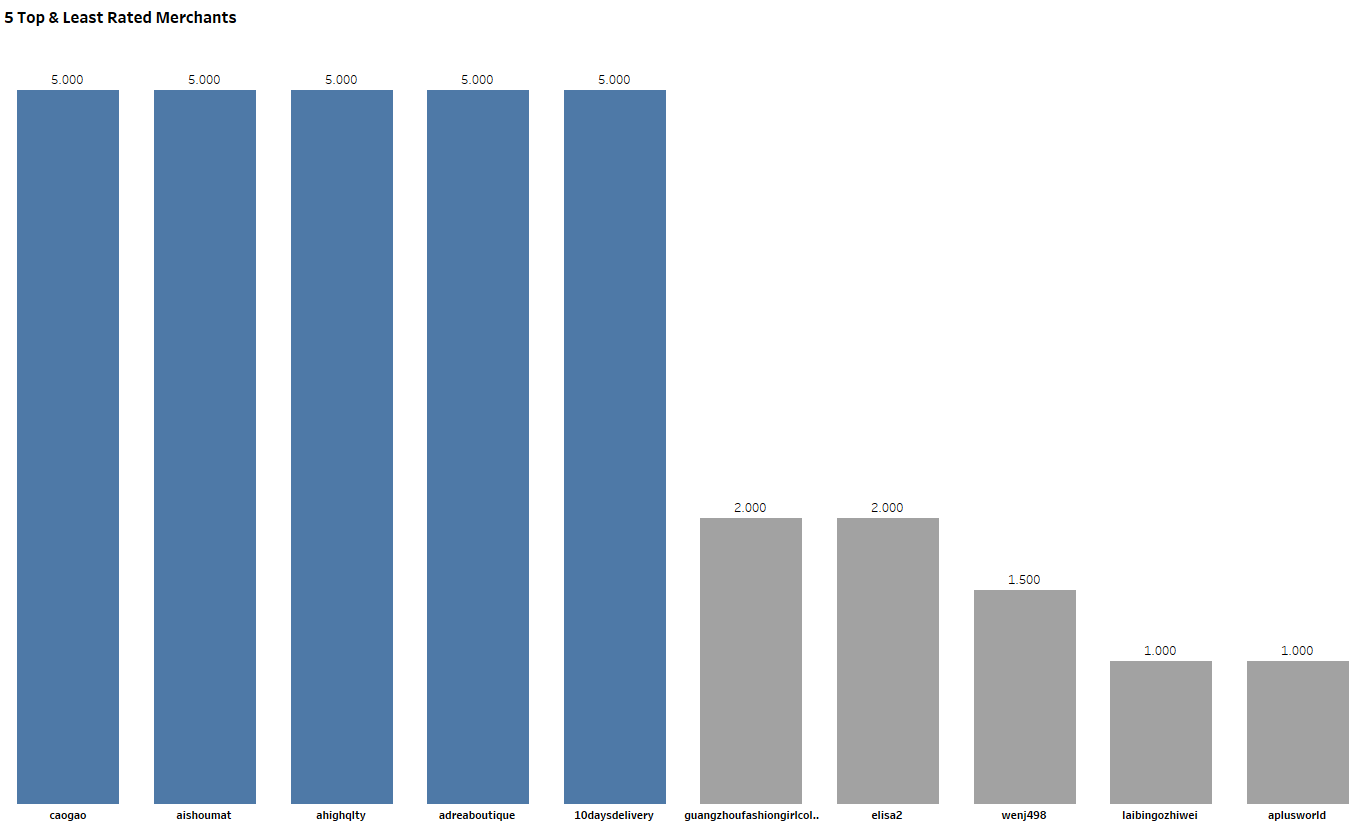 5 Top & Least Rated Merchants
5.000 5.000 5.000 5.000 5.000
2.000 2.000
1.500
1.000 1.000
caogao aishoumat ahighqlty adreaboutique 10daysdelivery guangzhoufashiongirlcol.. elisa2 wenj498 laibingozhiwei aplusworld